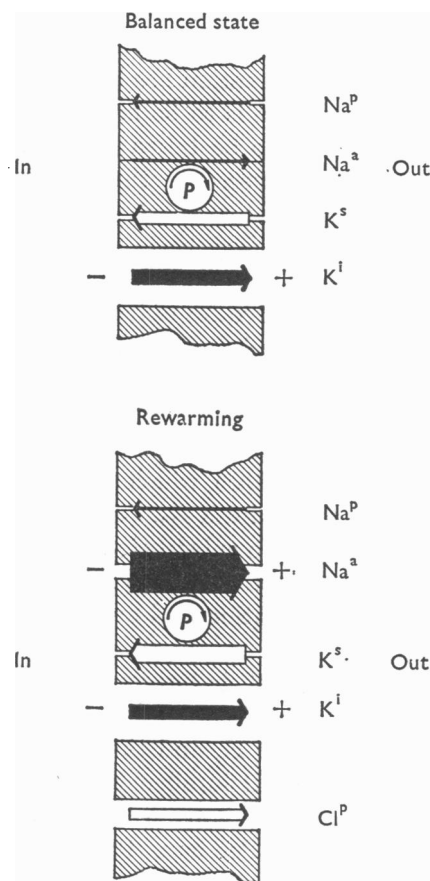 Balanced state
Na^p
In Na^a Out
P
K^s
− + K^i
Rewarming
Na^p
− + Na^a
P
In K^s Out
− + K^i
Cl^p